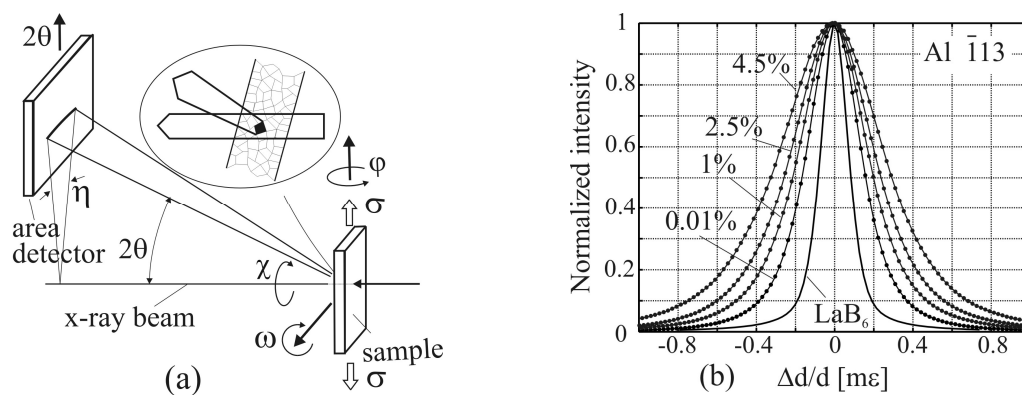 2θ
area
detector
η
2θ
x-ray beam
χ
ω
φ
σ
sample
σ
(a)
Normalized intensity
1
0.8
0.6
0.4
0.2
0
Al 1̅13
4.5%
2.5%
1%
0.01%
LaB₆
-0.8
-0.4
0
0.4
0.8
(b)
Δd/d [mε]